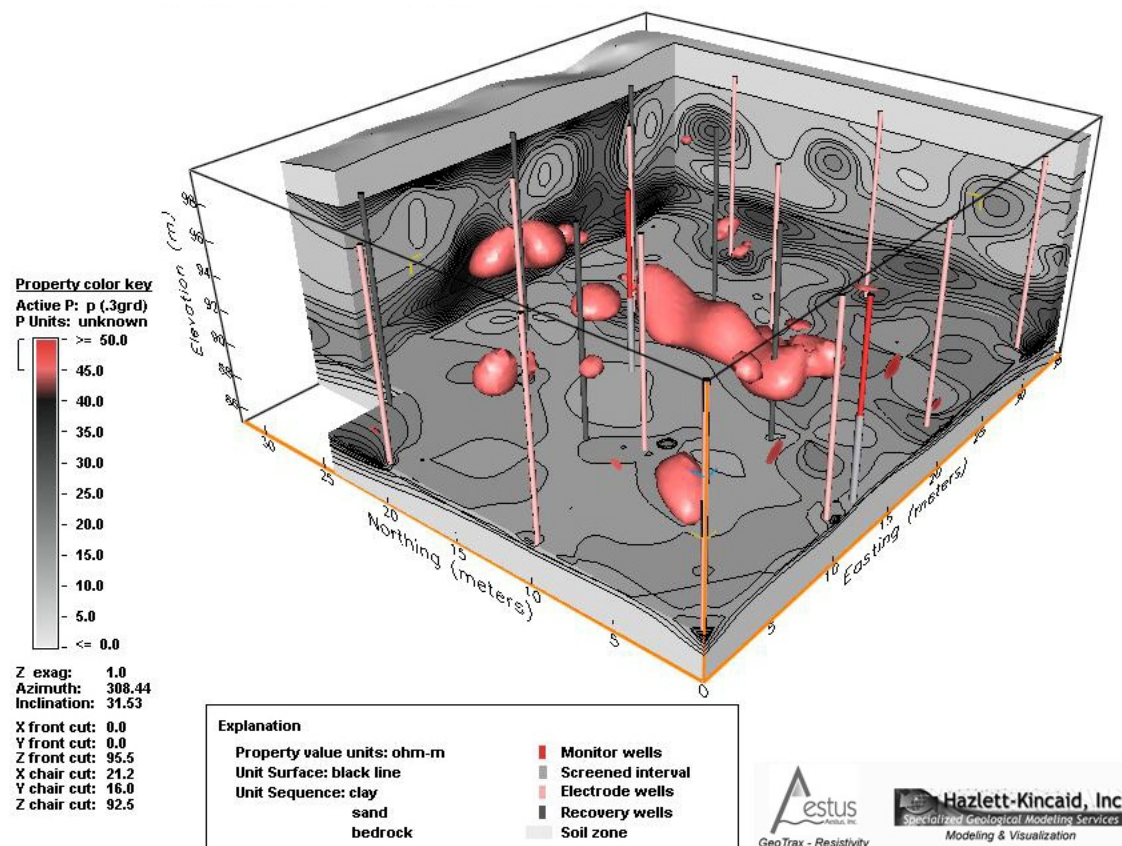 98
96
94
92
90
88
86
Elevation (m)
Property color key
Active P: p (.3grd)
P Units: unknown
>= 50.0
45.0
40.0
35.0
30.0
25.0
20.0
15.0
10.0
5.0
<= 0.0
30
25
20
15
10
5
Northing (meters)
0
5
10
15
20
25
30
Easting (meters)
Z exag: 1.0
Azimuth: 308.44
Inclination: 31.53
X front cut: 0.0
Y front cut: 0.0
Z front cut: 95.5
X chair cut: 21.2
Y chair cut: 16.0
Z chair cut: 92.5
Explanation
Property value units: ohm-m
Unit Surface: black line
Unit Sequence: clay
sand
bedrock
Monitor wells
Screened interval
Electrode wells
Recovery wells
Soil zone
Aestus
Aestus, Inc.
GeoTrax - Resistivity
Hazlett-Kincaid, Inc
Specialized Geological Modeling Services
Modeling & Visualization